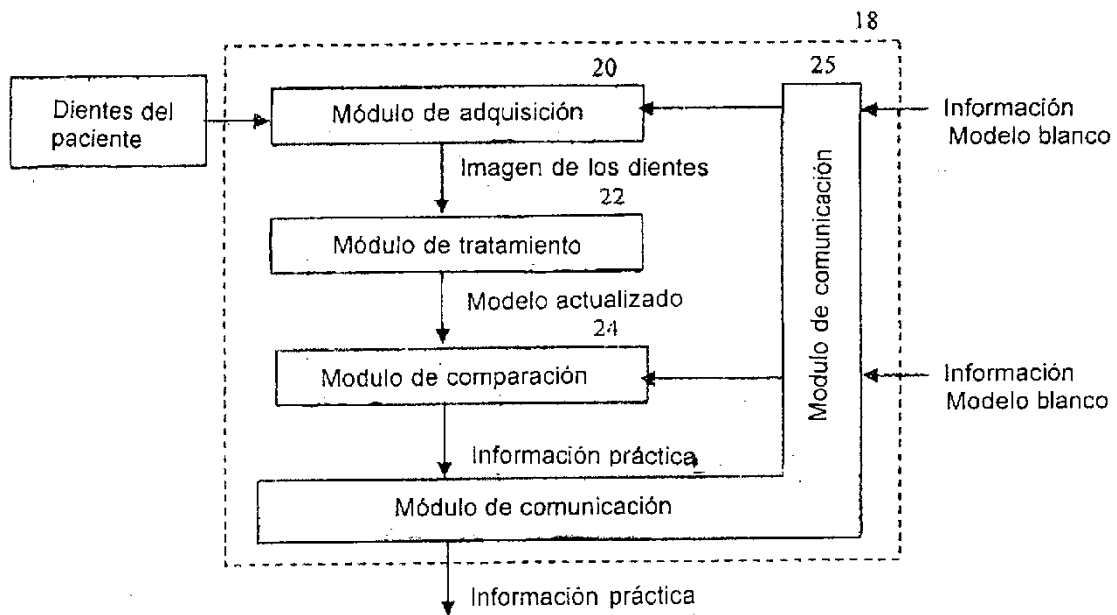 18
20
25
Dientes del
paciente
Módulo de adquisición
Información
Modelo blanco
Imagen de los dientes
22
Módulo de tratamiento
Modulo de comunicación
Modelo actualizado
24
Modulo de comparación
Información
Modelo blanco
Información práctica
Módulo de comunicación
Información práctica